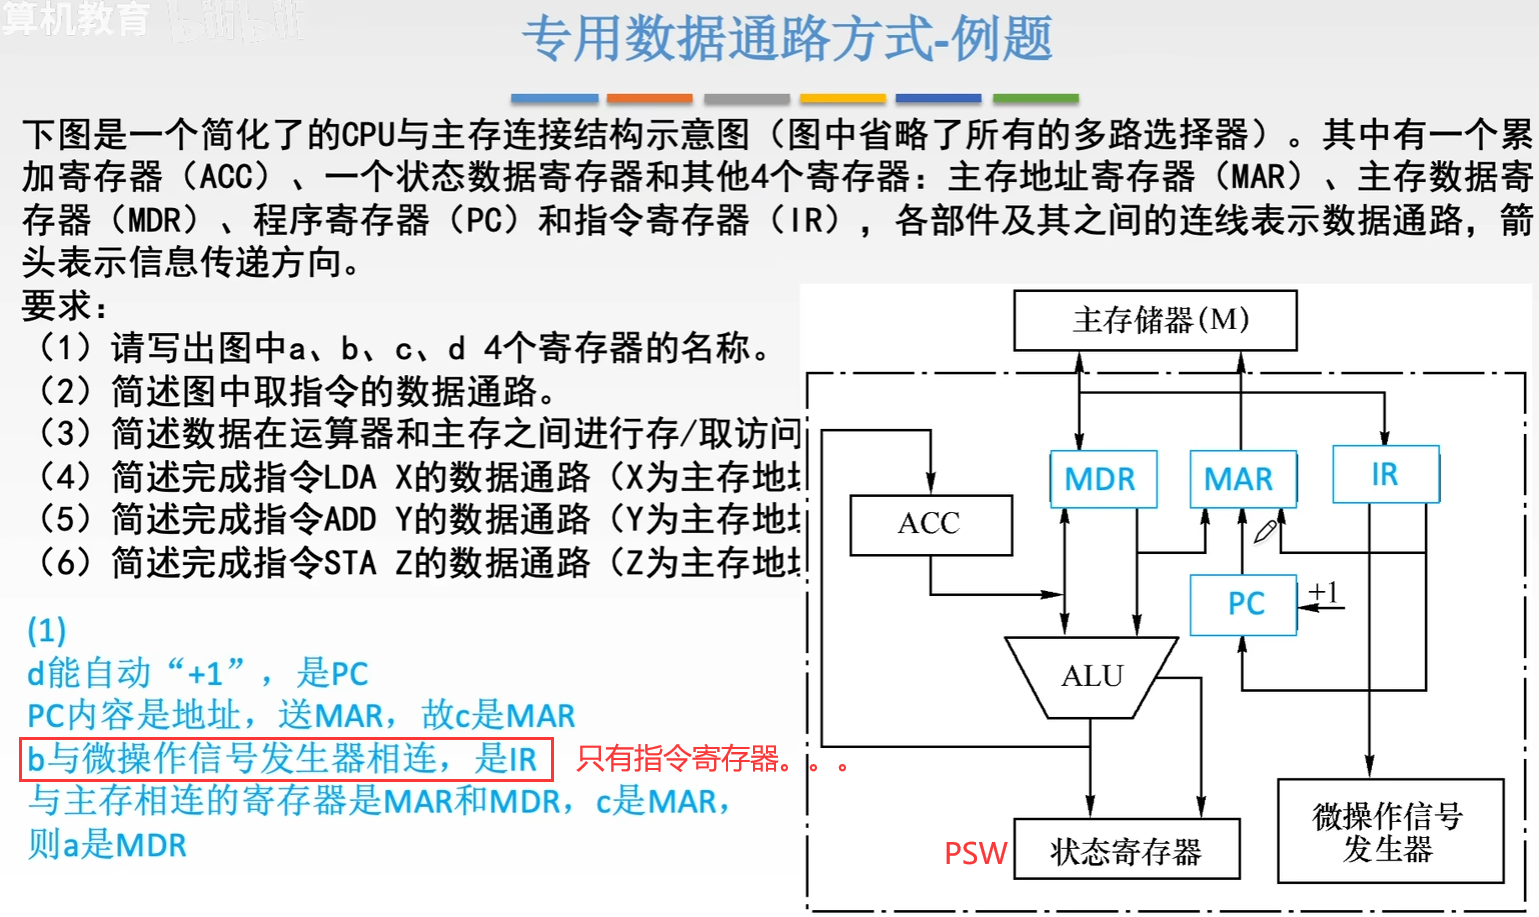 算机教育 bilibili
专用数据通路方式-例题
下图是一个简化了的CPU与主存连接结构示意图（图中省略了所有的多路选择器）。其中有一个累
加寄存器（ACC）、一个状态数据寄存器和其他4个寄存器：主存地址寄存器（MAR）、主存数据寄
存器（MDR）、程序寄存器（PC）和指令寄存器（IR），各部件及其之间的连线表示数据通路，箭
头表示信息传递方向。
要求：
（1）请写出图中a、b、c、d 4个寄存器的名称。
（2）简述图中取指令的数据通路。
（3）简述数据在运算器和主存之间进行存/取访问
（4）简述完成指令LDA X的数据通路（X为主存地
（5）简述完成指令ADD Y的数据通路（Y为主存地
（6）简述完成指令STA Z的数据通路（Z为主存地
(1)
d能自动“+1”，是PC
PC内容是地址，送MAR，故c是MAR
b与微操作信号发生器相连，是IR
只有指令寄存器。。。
与主存相连的寄存器是MAR和MDR，c是MAR，
则a是MDR
主存储器(M)
MDR
MAR
IR
ACC
PC
+1
ALU
PSW
状态寄存器
微操作信号
发生器